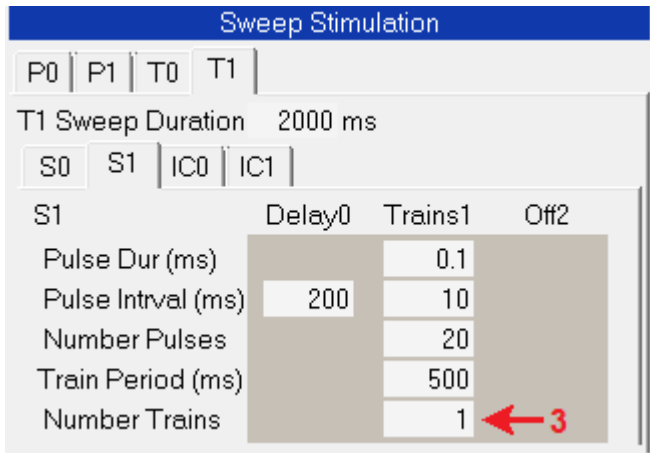 Sweep Stimulation
P0 P1 T0 T1
T1 Sweep Duration 2000 ms
S0 S1 IC0 IC1
S1 Delay0 Trains1 Off2
Pulse Dur (ms) 0.1
Pulse Intrval (ms) 200 10
Number Pulses 20
Train Period (ms) 500
Number Trains 1 3